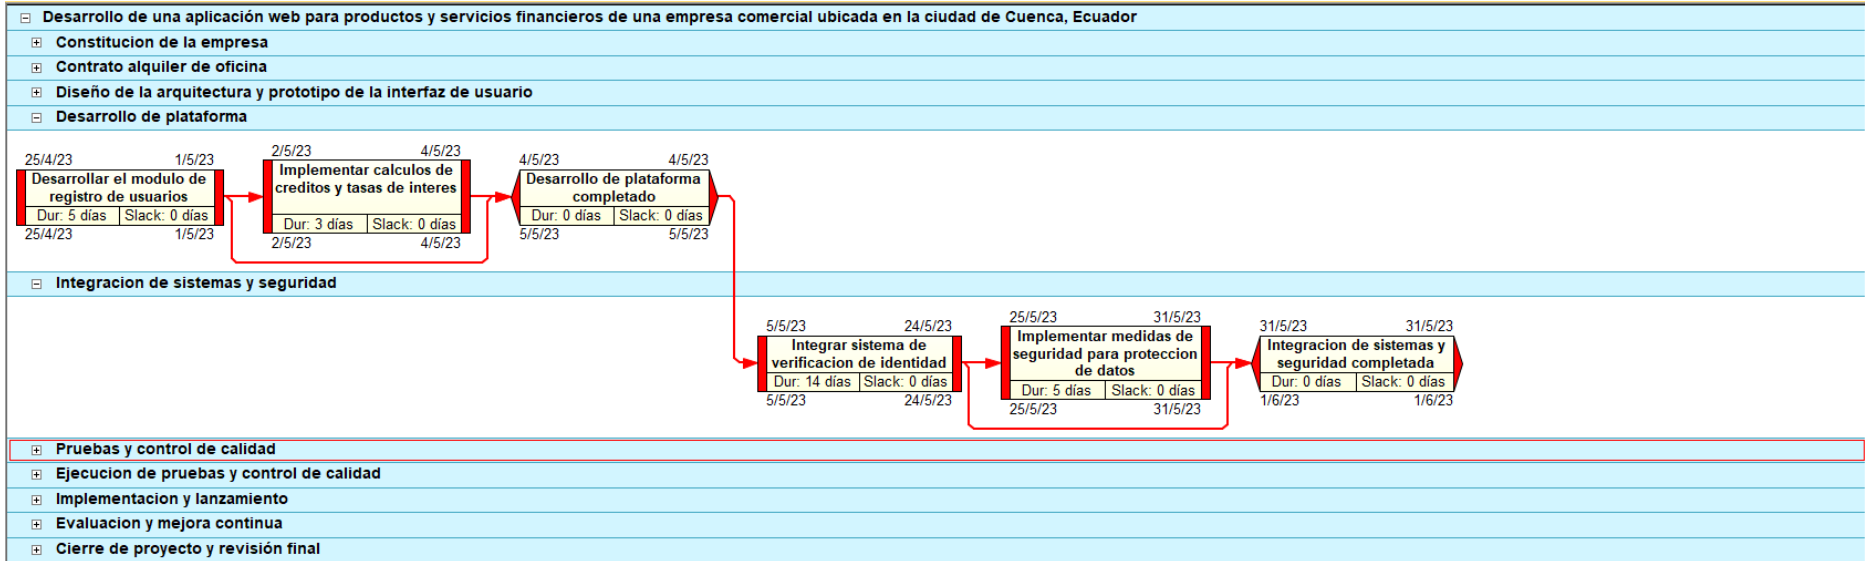 Desarrollo de una aplicación web para productos y servicios financieros de una empresa comercial ubicada en la ciudad de Cuenca, Ecuador
Constitucion de la empresa
Contrato alquiler de oficina
Diseño de la arquitectura y prototipo de la interfaz de usuario
Desarrollo de plataforma
25/4/23 1/5/23
Desarrollar el modulo de
registro de usuarios
Dur: 5 días Slack: 0 días
25/4/23 1/5/23
2/5/23 4/5/23
Implementar calculos de
creditos y tasas de interes
Dur: 3 días Slack: 0 días
2/5/23 4/5/23
4/5/23 4/5/23
Desarrollo de plataforma
completado
Dur: 0 días Slack: 0 días
5/5/23 5/5/23
Integracion de sistemas y seguridad
5/5/23 24/5/23
Integrar sistema de
verificacion de identidad
Dur: 14 días Slack: 0 días
5/5/23 24/5/23
25/5/23 31/5/23
Implementar medidas de
seguridad para proteccion
de datos
Dur: 5 días Slack: 0 días
25/5/23 31/5/23
31/5/23 31/5/23
Integracion de sistemas y
seguridad completada
Dur: 0 días Slack: 0 días
1/6/23 1/6/23
Pruebas y control de calidad
Ejecucion de pruebas y control de calidad
Implementacion y lanzamiento
Evaluacion y mejora continua
Cierre de proyecto y revisión final